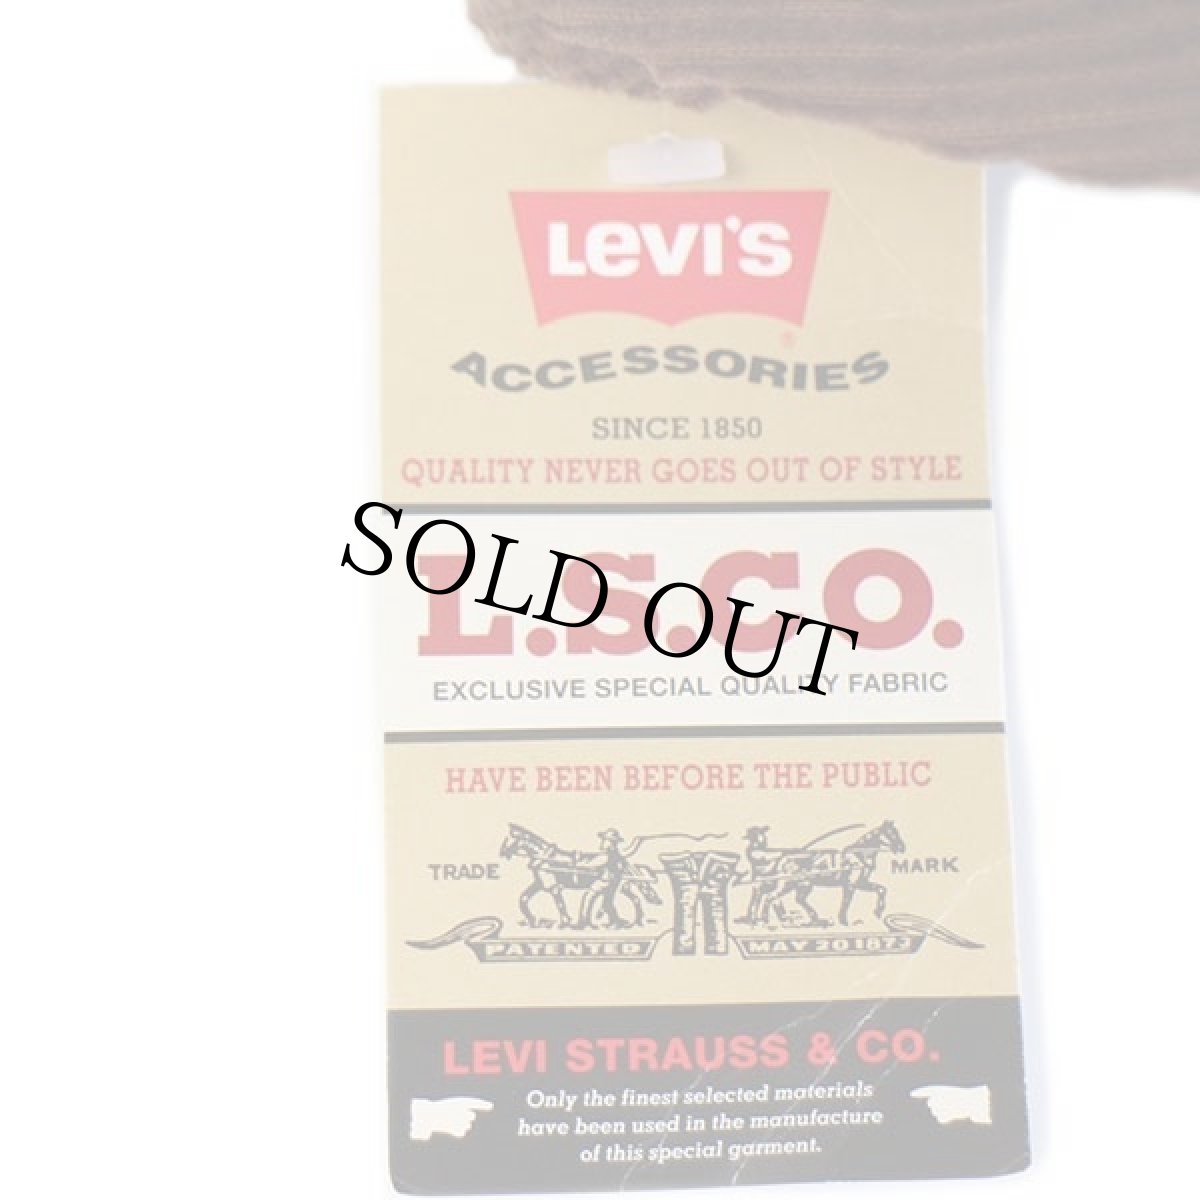 LEVI'S
®
ACCESSORIES
SINCE 1850
QUALITY NEVER GOES OUT OF STYLE
L.S.CO.
SOLD OUT
EXCLUSIVE SPECIAL QUALITY FABRIC
HAVE BEEN BEFORE THE PUBLIC
TRADE MARK
PATENTED MAY 20 1873
LEVI STRAUSS & CO.
Only the finest selected materials
have been used in the manufacture
of this special garment.